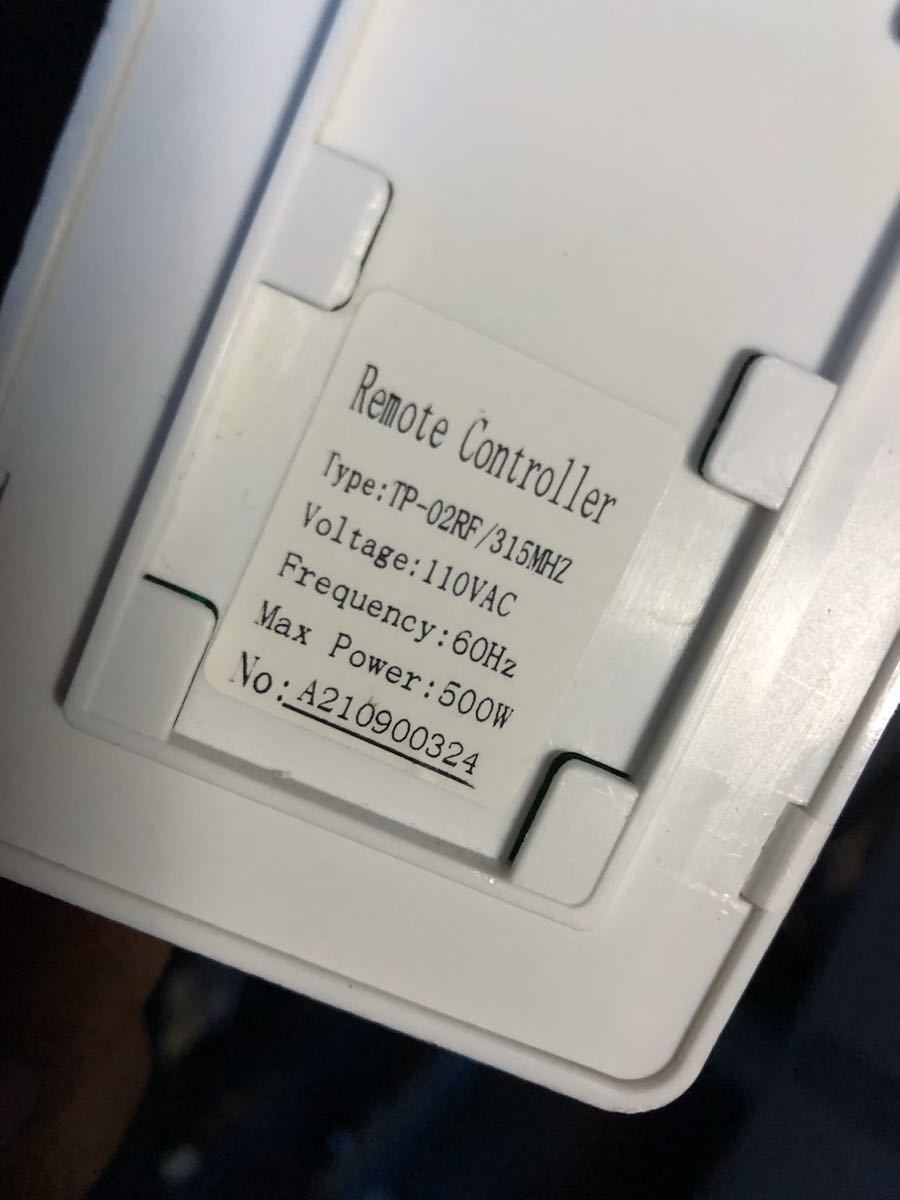 Remote Controller
Type:TP-02RF/315MHZ
Voltage:110VAC
Frequency:60Hz
Max Power:500W
No:A210900324